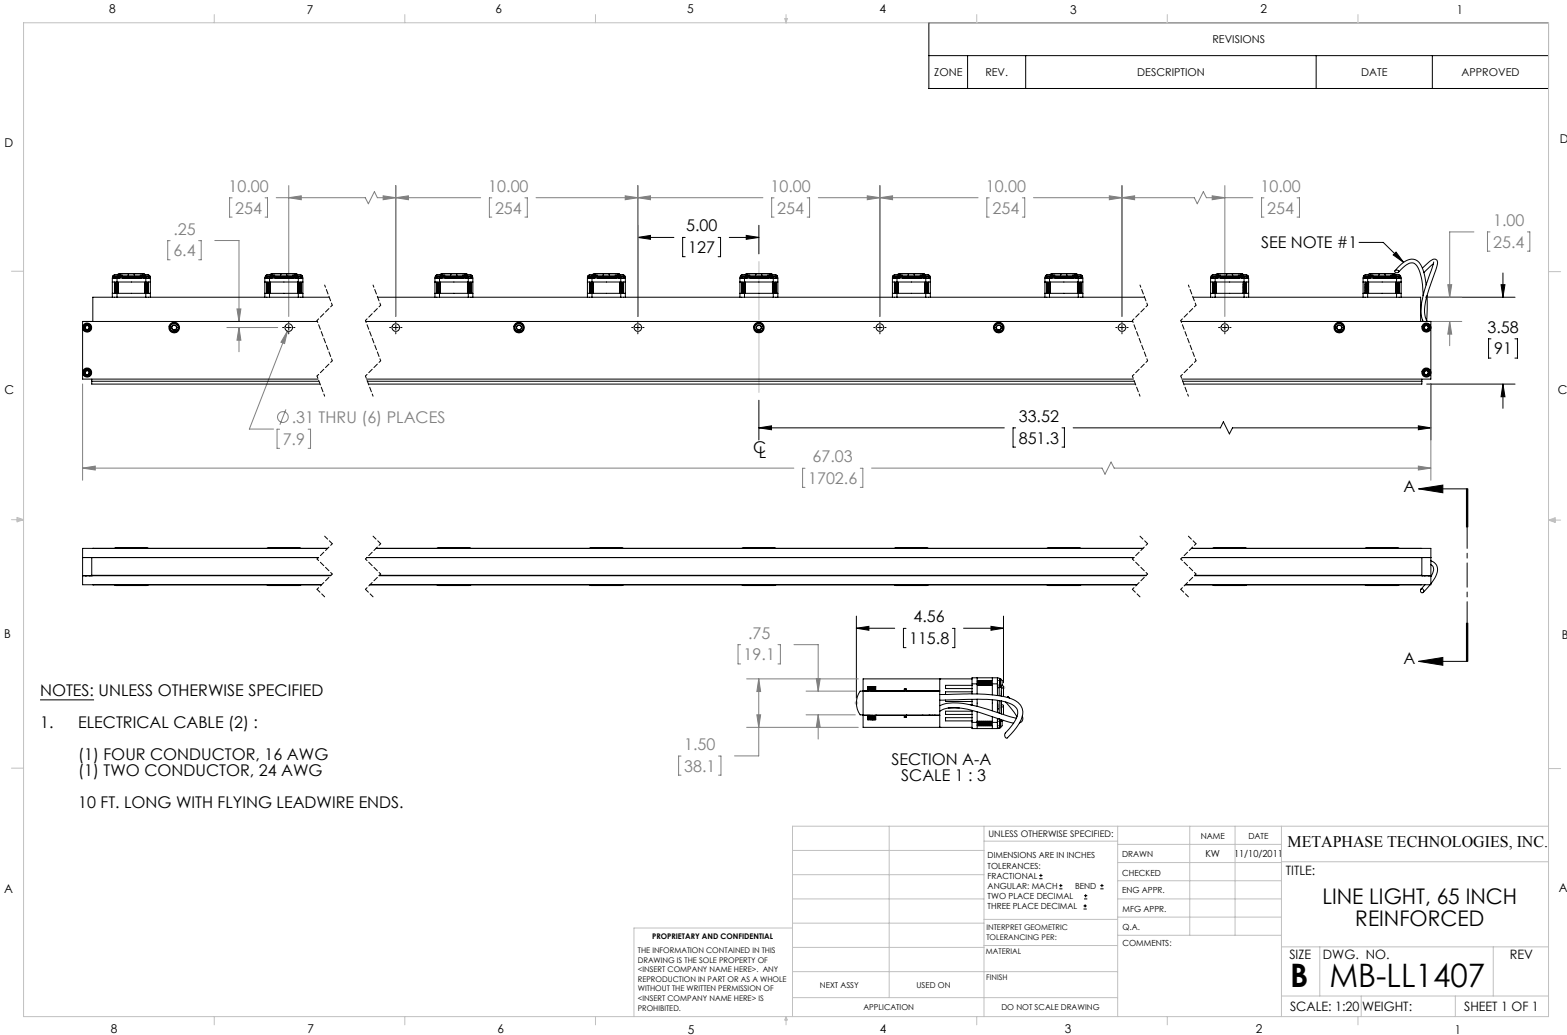 8 7 6 5 4 3 2 1
REVISIONS
ZONE REV. DESCRIPTION DATE APPROVED
D D
10.00 10.00 10.00 10.00 10.00
[254] [254] [254] [254] [254]
.25
[6.4]
5.00
[127]
SEE NOTE #1
1.00
[25.4]
3.58
[91]
C C
Ø.31 THRU (6) PLACES
[7.9]
33.52
[851.3]
℄
67.03
[1702.6]
A
4.56
[115.8]
.75
[19.1]
B B
A
NOTES: UNLESS OTHERWISE SPECIFIED
1. ELECTRICAL CABLE (2) :
(1) FOUR CONDUCTOR, 16 AWG
(1) TWO CONDUCTOR, 24 AWG
10 FT. LONG WITH FLYING LEADWIRE ENDS.
1.50
[38.1]
SECTION A-A
SCALE 1 : 3
A A
PROPRIETARY AND CONFIDENTIAL
THE INFORMATION CONTAINED IN THIS
DRAWING IS THE SOLE PROPERTY OF
<INSERT COMPANY NAME HERE>. ANY
REPRODUCTION IN PART OR AS A WHOLE
WITHOUT THE WRITTEN PERMISSION OF
<INSERT COMPANY NAME HERE> IS
PROHIBITED.
NEXT ASSY USED ON
APPLICATION
UNLESS OTHERWISE SPECIFIED:
DIMENSIONS ARE IN INCHES
TOLERANCES:
FRACTIONAL±
ANGULAR: MACH± BEND ±
TWO PLACE DECIMAL ±
THREE PLACE DECIMAL ±
INTERPRET GEOMETRIC
TOLERANCING PER:
MATERIAL
FINISH
DO NOT SCALE DRAWING
NAME DATE
DRAWN KW 11/10/2011
CHECKED
ENG APPR.
MFG APPR.
Q.A.
COMMENTS:
METAPHASE TECHNOLOGIES, INC.
TITLE:
LINE LIGHT, 65 INCH
REINFORCED
SIZE DWG. NO. REV
B MB-LL1407
SCALE: 1:20 WEIGHT: SHEET 1 OF 1
8 7 6 5 4 3 2 1